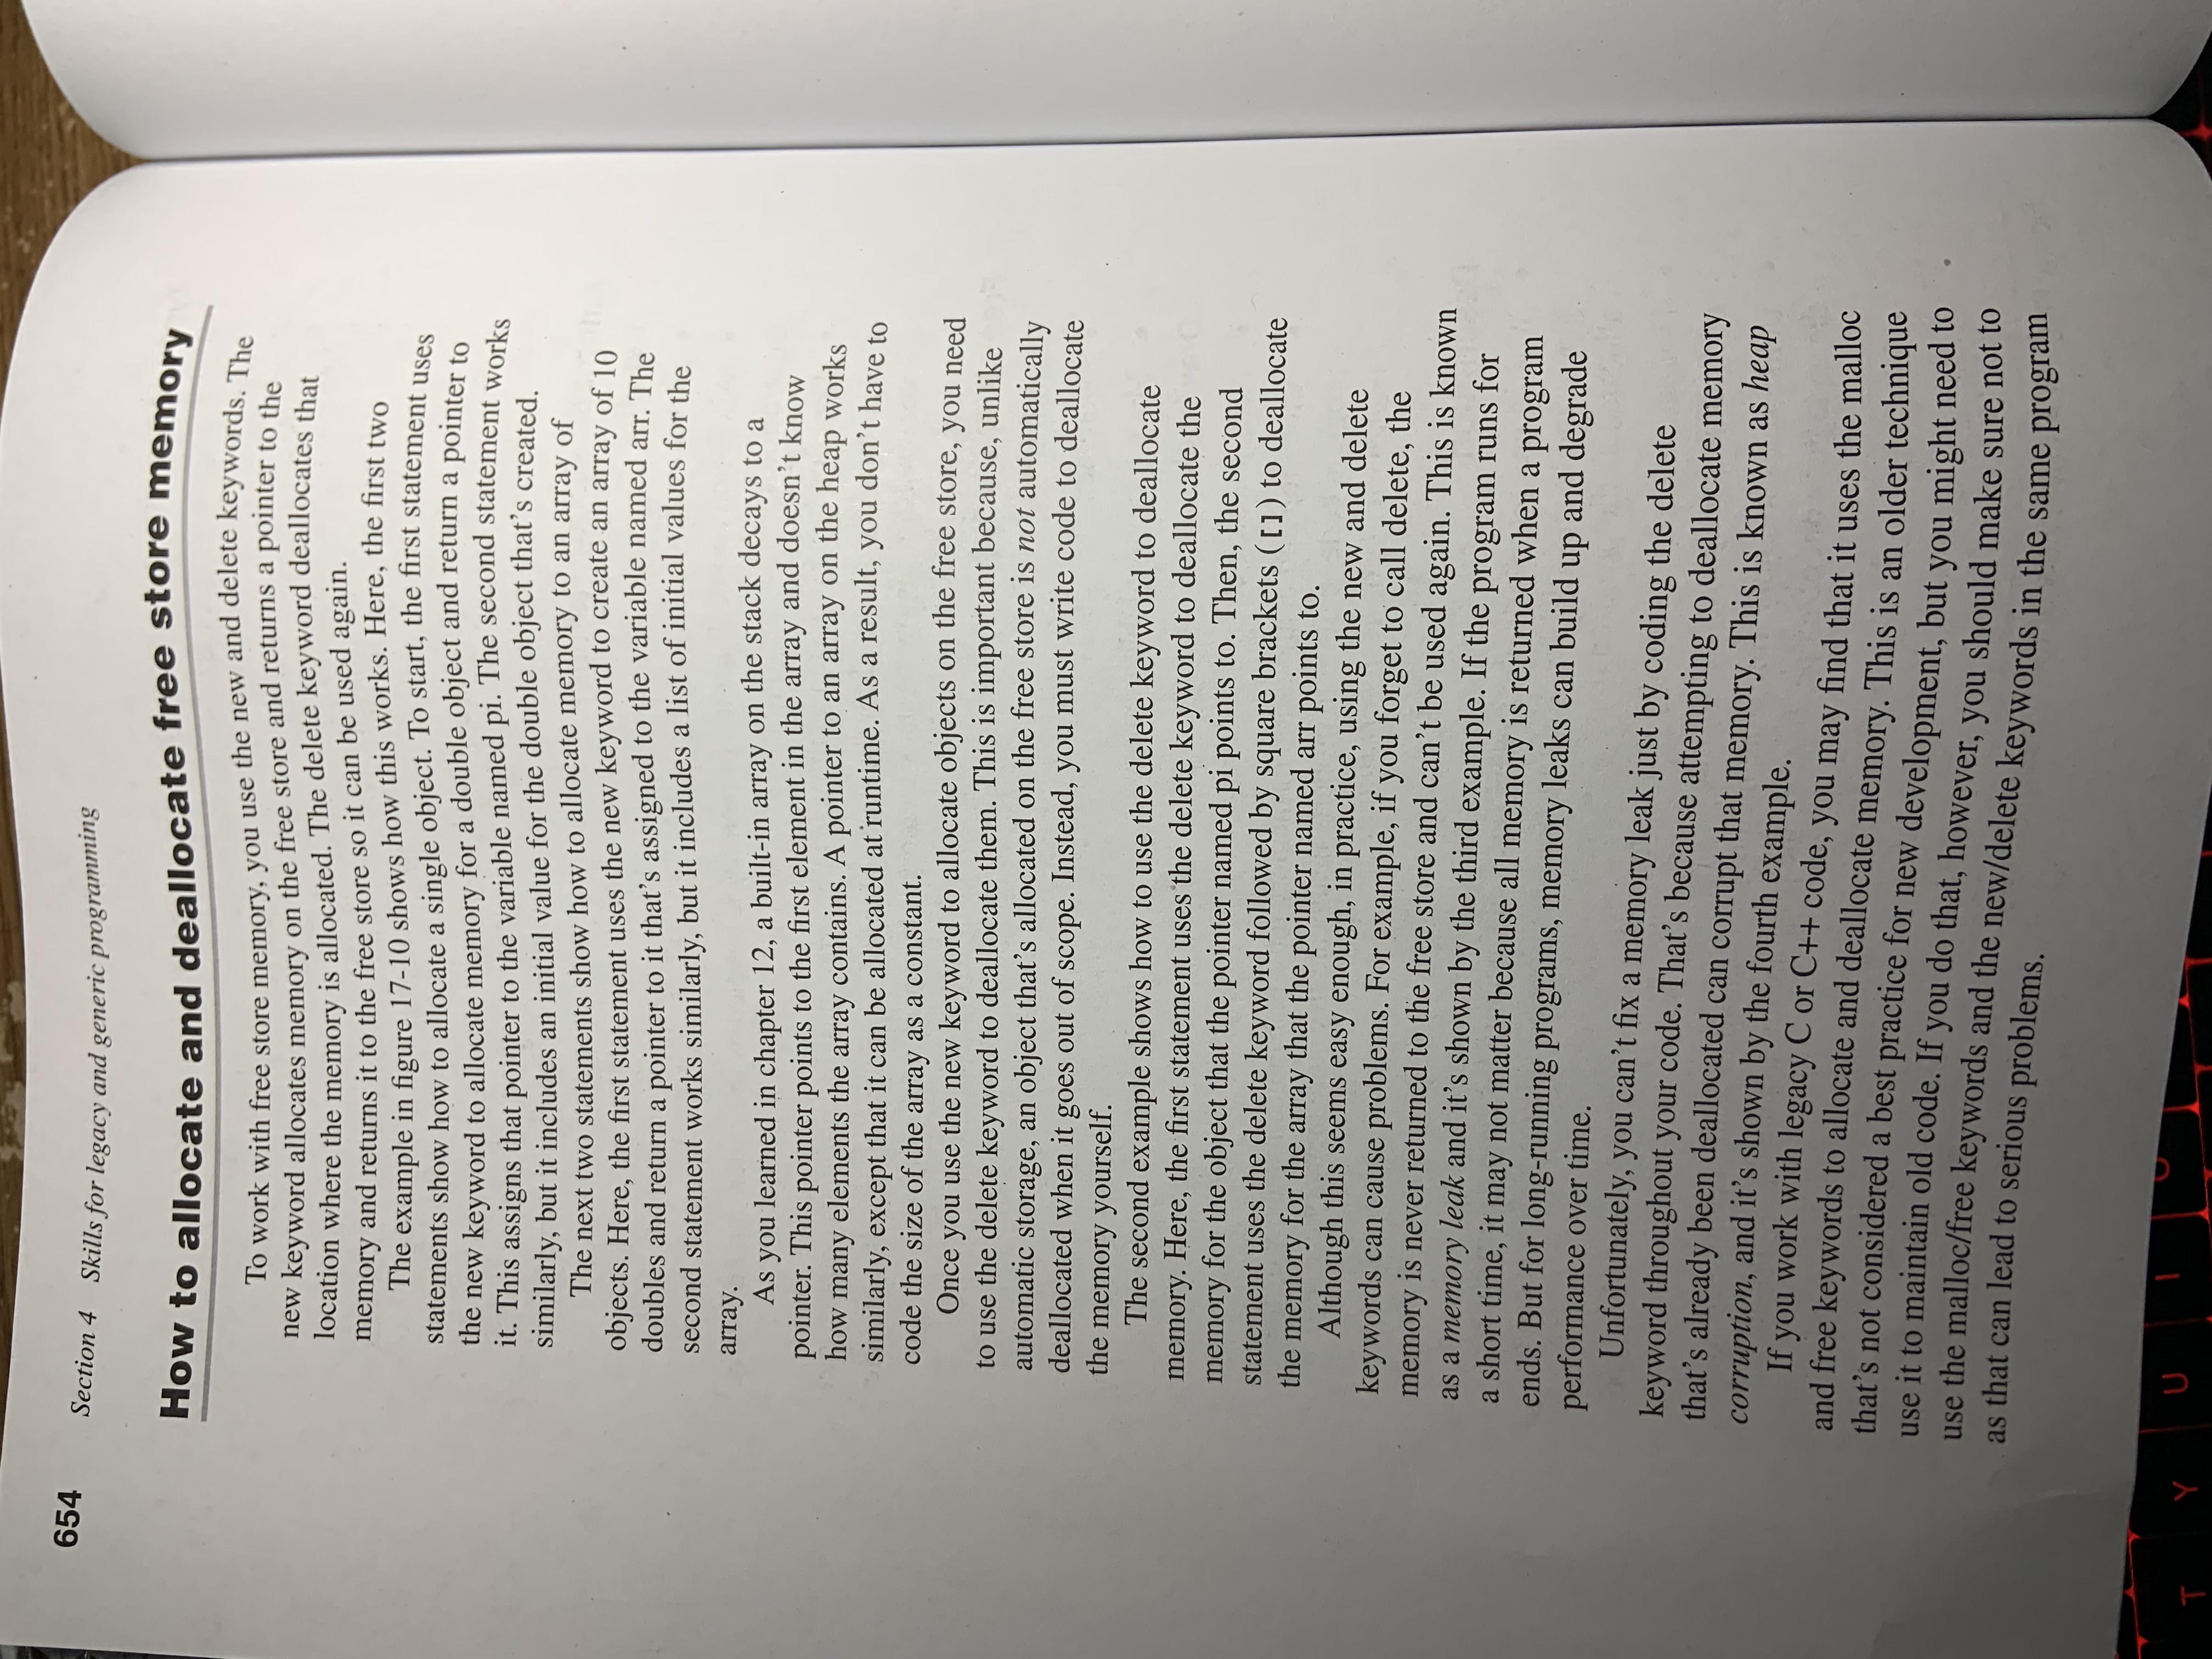 654
Section 4 Skills for legacy and generic programming
How to allocate and deallocate free store memory
To work with free store memory, you use the new and delete keywords. The
new keyword allocates memory on the free store and returns a pointer to the
location where the memory is allocated. The delete keyword deallocates that
memory and returns it to the free store so it can be used again.
The example in figure 17-10 shows how this works. Here, the first two
statements show how to allocate a single object. To start, the first statement uses
the new keyword to allocate memory for a double object and return a pointer to
it. This assigns that pointer to the variable named pi. The second statement works
similarly, but it includes an initial value for the double object that's created.
The next two statements show how to allocate memory to an array of
objects. Here, the first statement uses the new keyword to create an array of 10
doubles and return a pointer to it that's assigned to the variable named arr. The
second statement works similarly, but it includes a list of initial values for the
array.
As you learned in chapter 12, a built-in array on the stack decays to a
pointer. This pointer points to the first element in the array and doesn't know
how many elements the array contains. A pointer to an array on the heap works
similarly, except that it can be allocated at runtime. As a result, you don't have to
code the size of the array as a constant.
Once you use the new keyword to allocate objects on the free store, you need
to use the delete keyword to deallocate them. This is important because, unlike
automatic storage, an object that's allocated on the free store is not automatically
deallocated when it goes out of scope. Instead, you must write code to deallocate
the memory yourself.
The second example shows how to use the delete keyword to deallocate
memory. Here, the first statement uses the delete keyword to deallocate the
memory for the object that the pointer named pi points to. Then, the second
statement uses the delete keyword followed by square brackets ([]) to deallocate
the memory for the array that the pointer named arr points to.
Although this seems easy enough, in practice, using the new and delete
keywords can cause problems. For example, if you forget to call delete, the
memory is never returned to the free store and can't be used again. This is known
as a memory leak and it's shown by the third example. If the program runs for
a short time, it may not matter because all memory is returned when a program
ends. But for long-running programs, memory leaks can build up and degrade
performance over time.
Unfortunately, you can't fix a memory leak just by coding the delete
keyword throughout your code. That's because attempting to deallocate memory
that's already been deallocated can corrupt that memory. This is known as heap
corruption, and it's shown by the fourth example.
If you work with legacy C or C++ code, you may find that it uses the malloc
and free keywords to allocate and deallocate memory. This is an older technique
that's not considered a best practice for new development, but you might need to
use it to maintain old code. If you do that, however, you should make sure not to
use the malloc/free keywords and the new/delete keywords in the same program
as that can lead to serious problems.
T Y U I